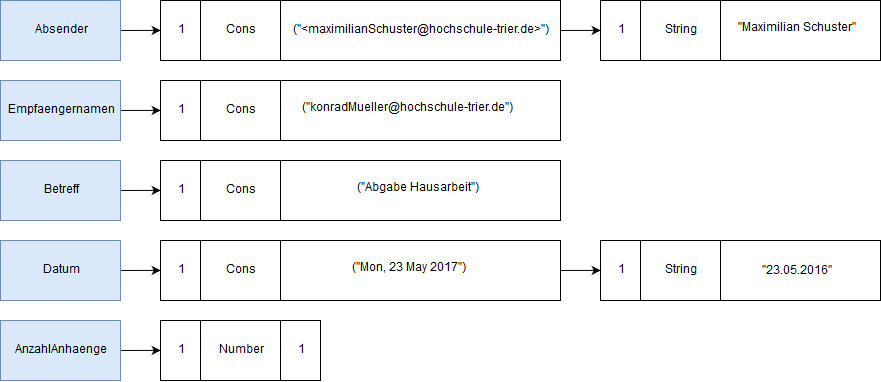 Absender 1 Cons ("<maximilianSchuster@hochschule-trier.de>") 1 String "Maximilian Schuster"
Empfaengernamen 1 Cons ("konradMueller@hochschule-trier.de")
Betreff 1 Cons ("Abgabe Hausarbeit")
Datum 1 Cons ("Mon, 23 May 2017") 1 String "23.05.2016"
AnzahlAnhaenge 1 Number 1